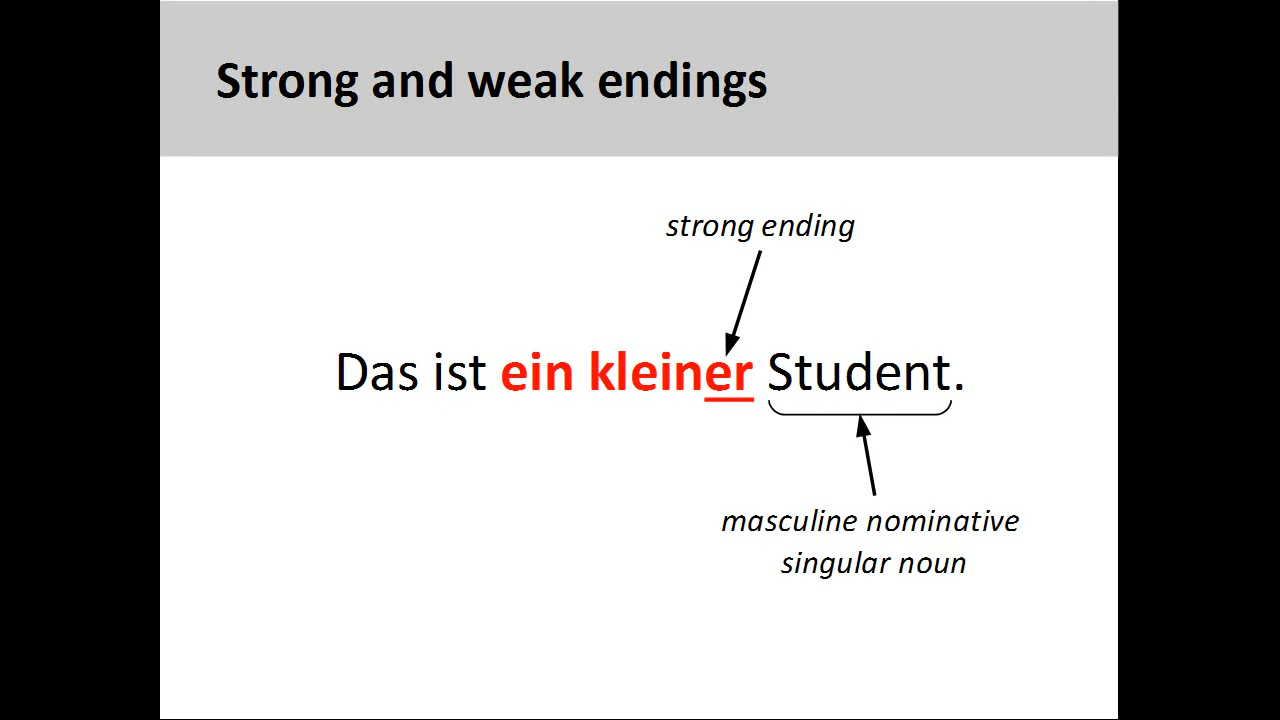 Strong and weak endings
strong ending
Das ist ein kleiner Student.
masculine nominative
singular noun